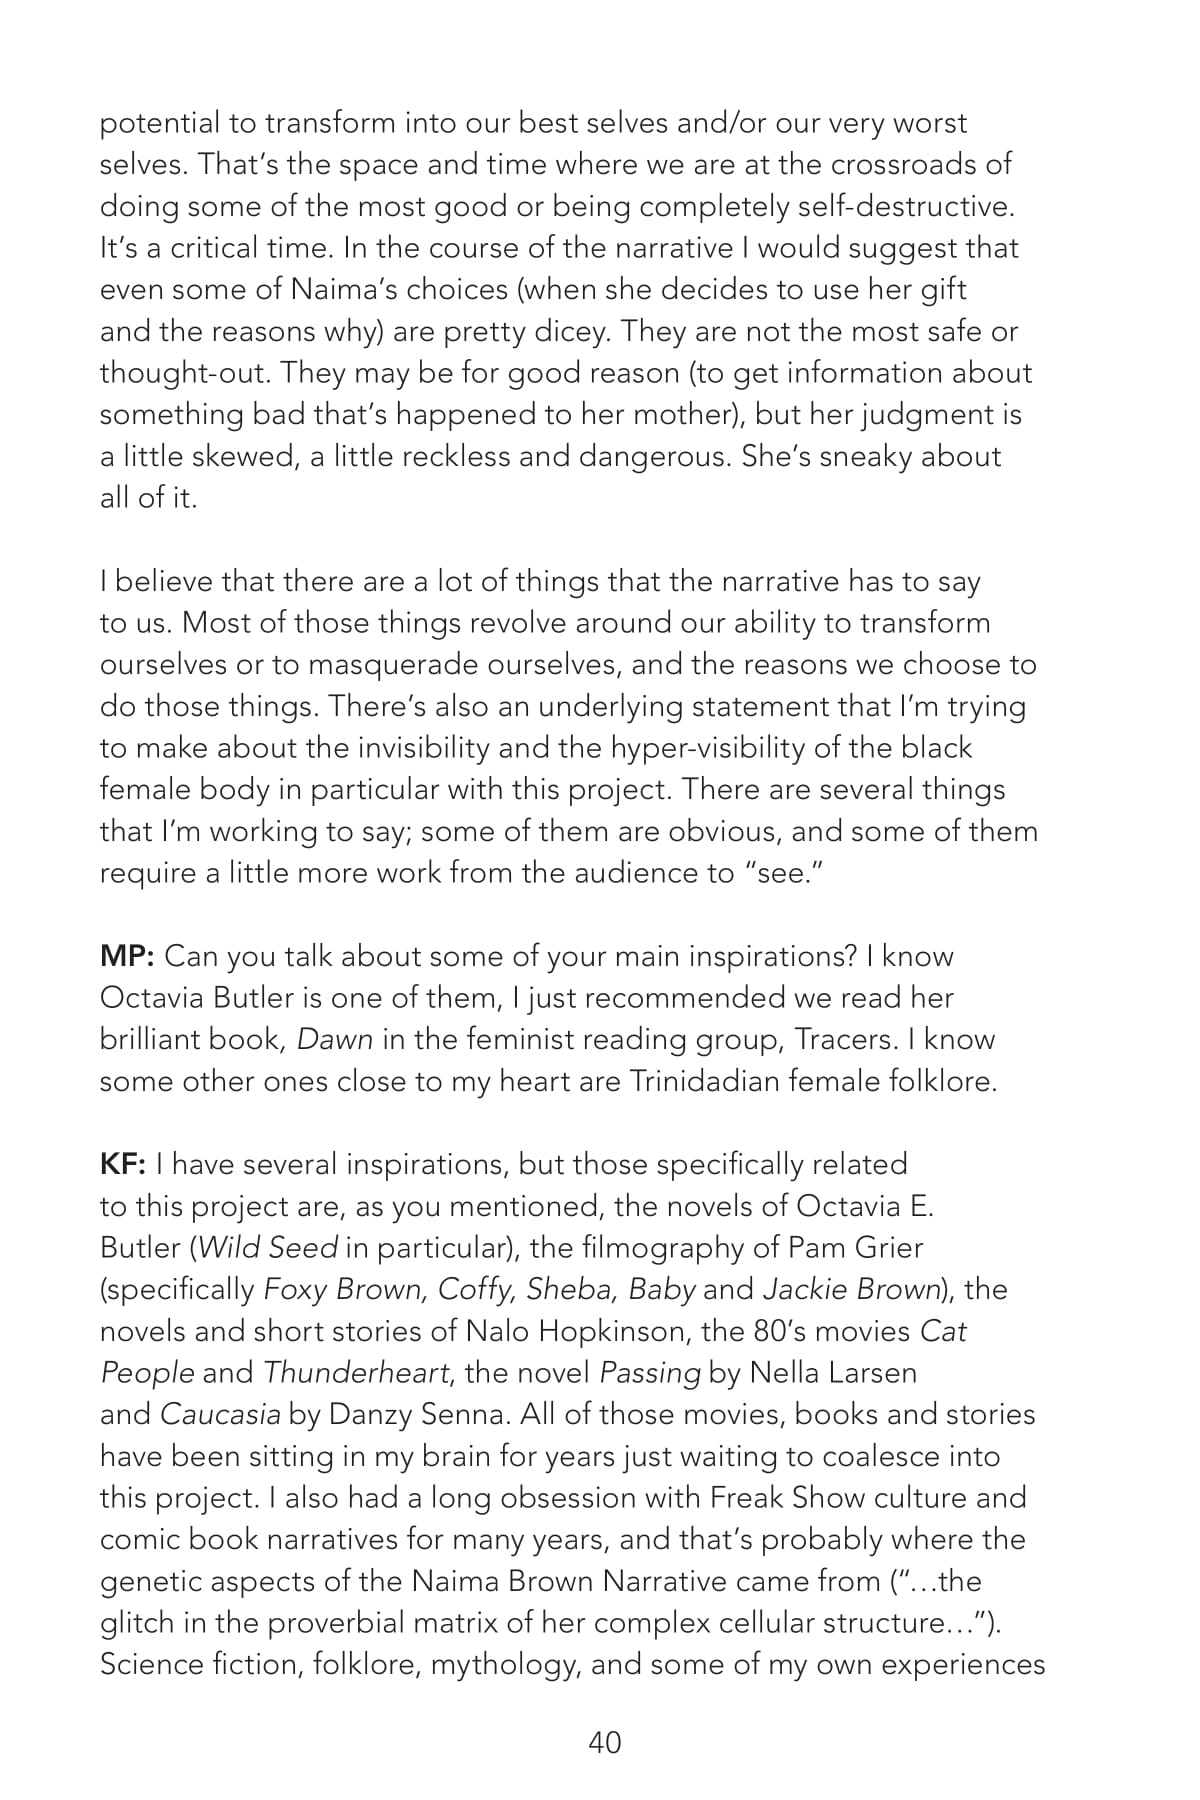 potential to transform into our best selves and/or our very worst
selves. That’s the space and time where we are at the crossroads of
doing some of the most good or being completely self-destructive.
It’s a critical time. In the course of the narrative I would suggest that
even some of Naima’s choices (when she decides to use her gift
and the reasons why) are pretty dicey. They are not the most safe or
thought-out. They may be for good reason (to get information about
something bad that’s happened to her mother), but her judgment is
a little skewed, a little reckless and dangerous. She’s sneaky about
all of it.
I believe that there are a lot of things that the narrative has to say
to us. Most of those things revolve around our ability to transform
ourselves or to masquerade ourselves, and the reasons we choose to
do those things. There’s also an underlying statement that I’m trying
to make about the invisibility and the hyper-visibility of the black
female body in particular with this project. There are several things
that I’m working to say; some of them are obvious, and some of them
require a little more work from the audience to “see.”
MP: Can you talk about some of your main inspirations? I know
Octavia Butler is one of them, I just recommended we read her
brilliant book, Dawn in the feminist reading group, Tracers. I know
some other ones close to my heart are Trinidadian female folklore.
KF: I have several inspirations, but those specifically related
to this project are, as you mentioned, the novels of Octavia E.
Butler (Wild Seed in particular), the filmography of Pam Grier
(specifically Foxy Brown, Coffy, Sheba, Baby and Jackie Brown), the
novels and short stories of Nalo Hopkinson, the 80’s movies Cat
People and Thunderheart, the novel Passing by Nella Larsen
and Caucasia by Danzy Senna. All of those movies, books and stories
have been sitting in my brain for years just waiting to coalesce into
this project. I also had a long obsession with Freak Show culture and
comic book narratives for many years, and that’s probably where the
genetic aspects of the Naima Brown Narrative came from (“…the
glitch in the proverbial matrix of her complex cellular structure…”).
Science fiction, folklore, mythology, and some of my own experiences
40